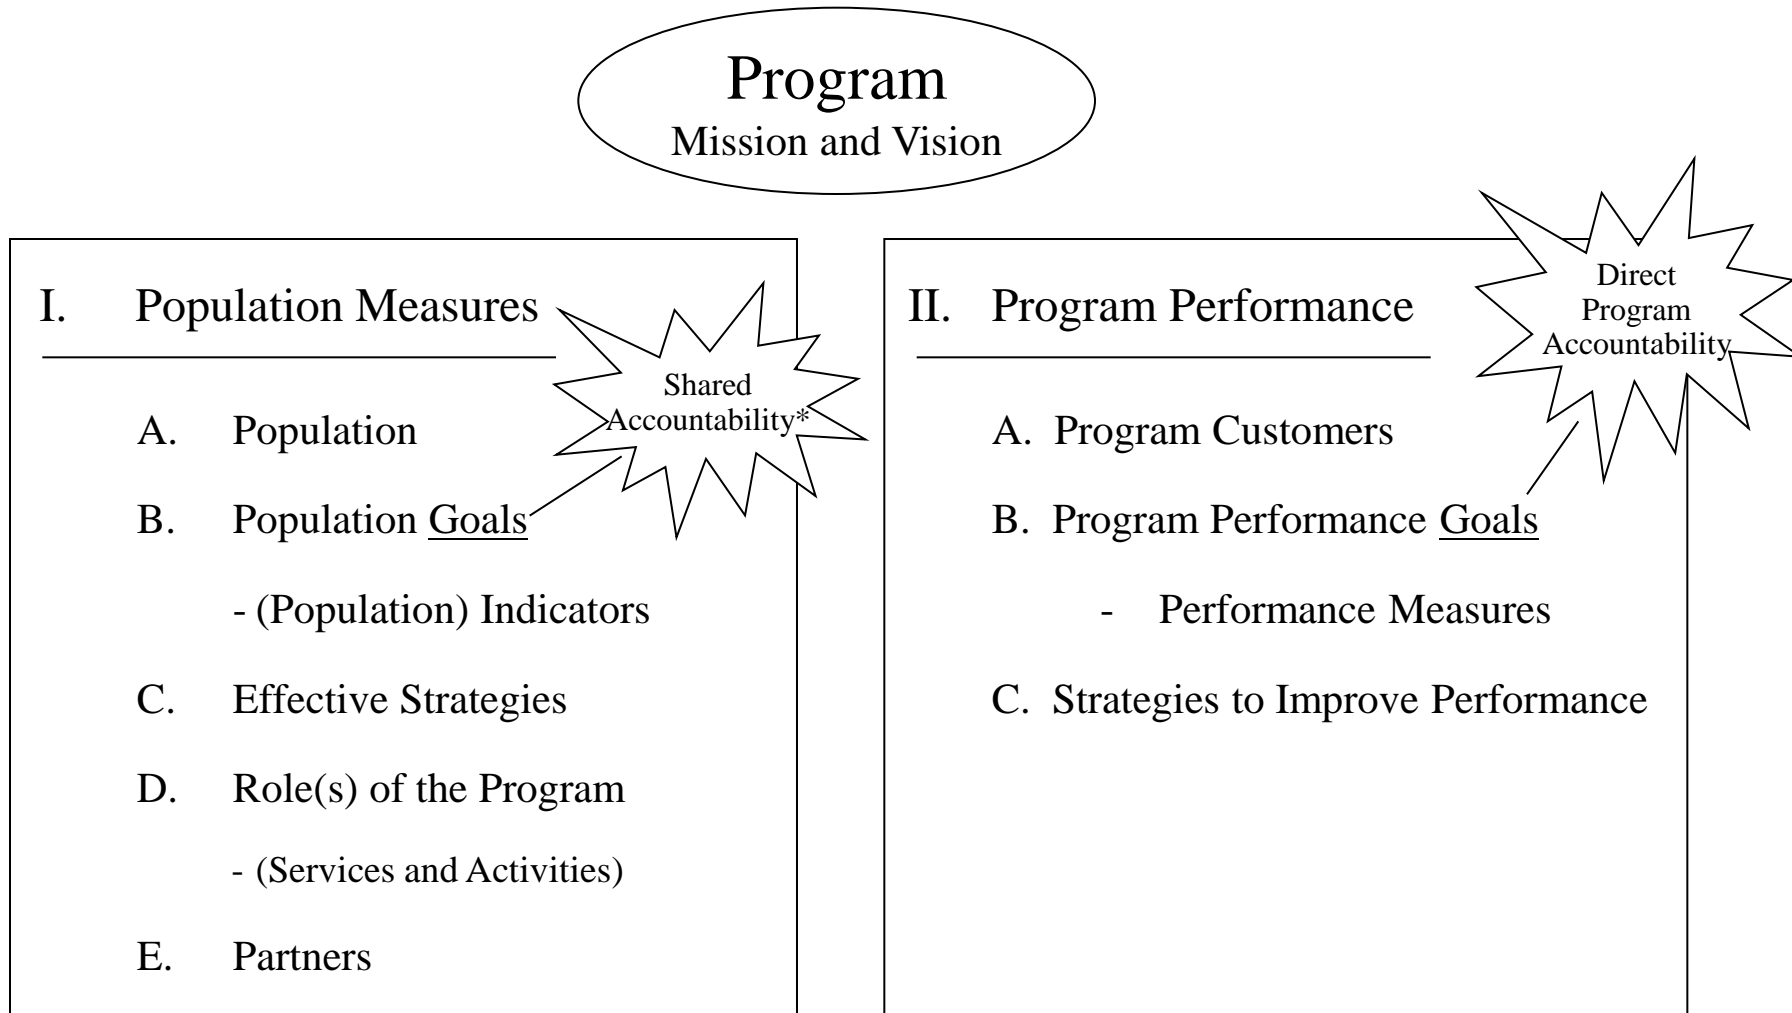 Program
Mission and Vision
I. Population Measures
Shared
Accountability*
A. Population
B. Population Goals
- (Population) Indicators
C. Effective Strategies
D. Role(s) of the Program
- (Services and Activities)
E. Partners
II. Program Performance
Direct
Program
Accountability
A. Program Customers
B. Program Performance Goals
- Performance Measures
C. Strategies to Improve Performance